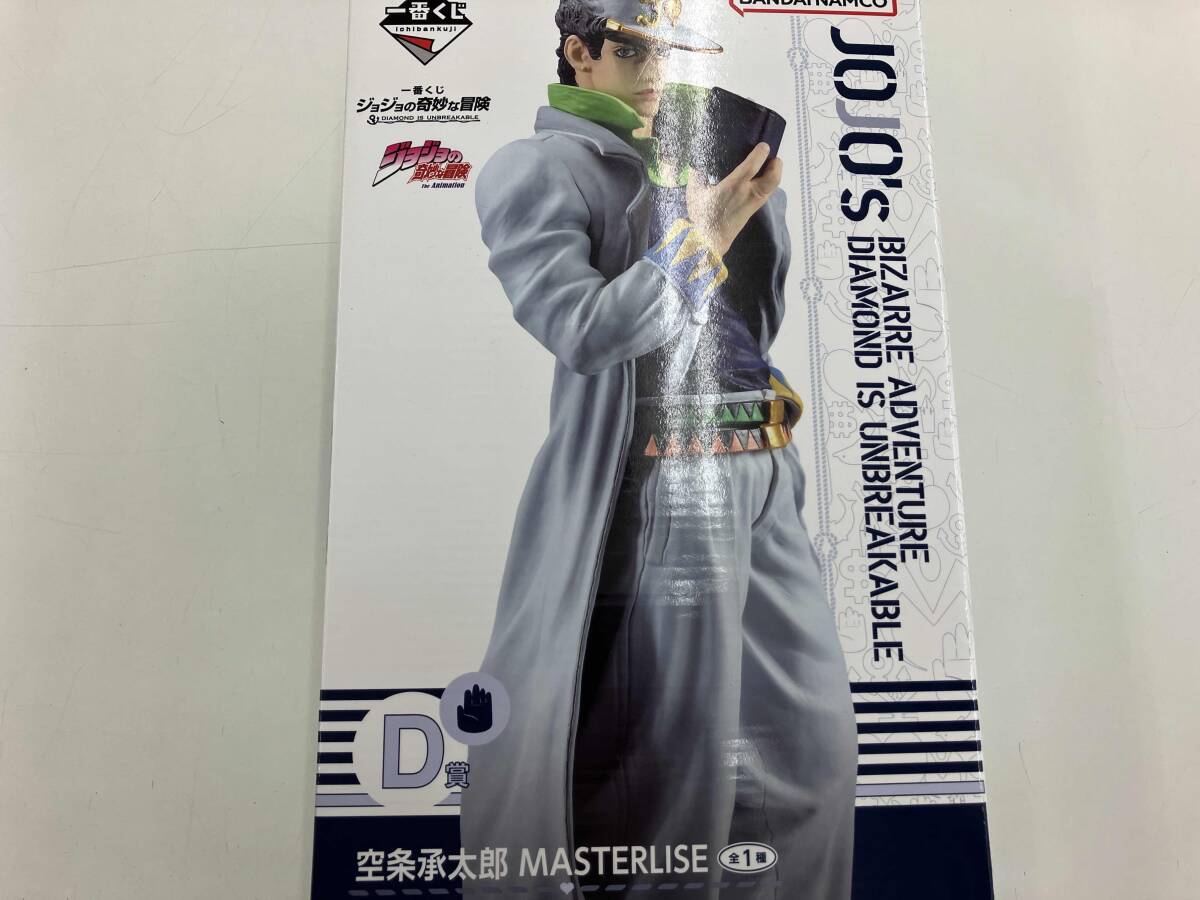 一番くじ
ichibankuji
BANDAI NAMCO
一番くじ
ジョジョの奇妙な冒険
DIAMOND IS UNBREAKABLE
ジョジョの
奇妙な冒険
The Animation
JOJO's
BIZARRE ADVENTURE
DIAMOND IS UNBREAKABLE
D賞
空条承太郎 MASTERLISE 全1種